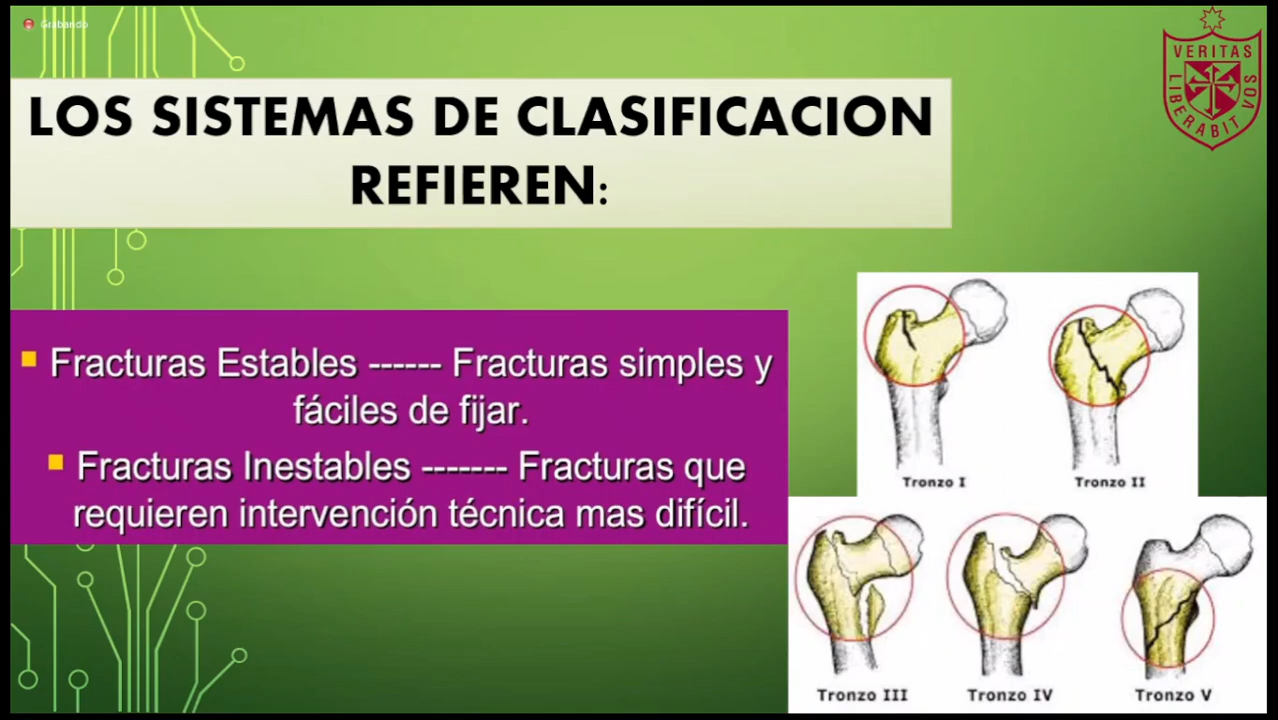 Grabando
VERITAS
LIBERABIT VOS
LOS SISTEMAS DE CLASIFICACION
REFIEREN:
Fracturas Estables ------ Fracturas simples y
fáciles de fijar.
Fracturas Inestables ------- Fracturas que
requieren intervención técnica mas difícil.
Tronzo I
Tronzo II
Tronzo III
Tronzo IV
Tronzo V